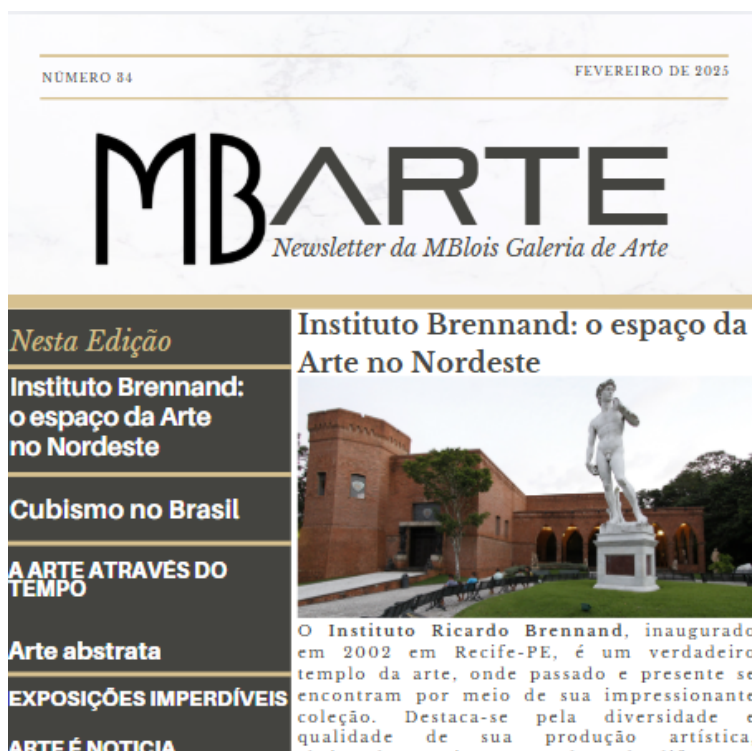 NÚMERO 34
FEVEREIRO DE 2025
MBARTE
Newsletter da MBlois Galeria de Arte
Nesta Edição
Instituto Brennand:
o espaço da Arte
no Nordeste
Cubismo no Brasil
A ARTE ATRAVÉS DO
TEMPO
Arte abstrata
EXPOSIÇÕES IMPERDÍVEIS
ARTE É NOTICIA
Instituto Brennand: o espaço da
Arte no Nordeste
O Instituto Ricardo Brennand, inaugurado
em 2002 em Recife-PE, é um verdadeiro
templo da arte, onde passado e presente se
encontram por meio de sua impressionante
coleção. Destaca-se pela diversidade e
qualidade de sua produção artística,